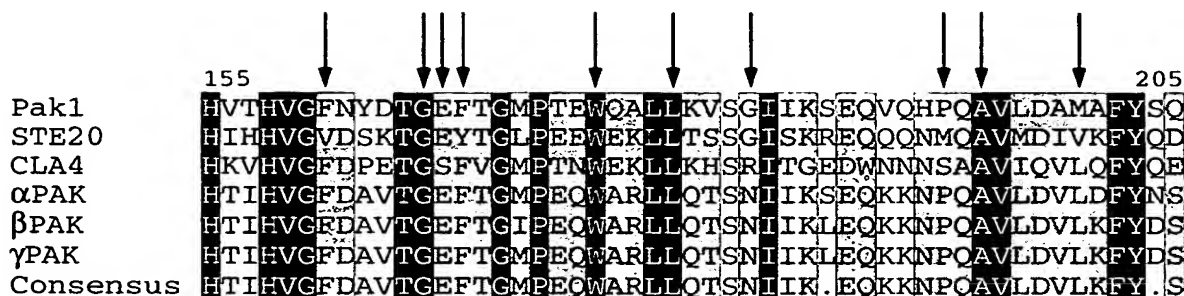 155 205
Pak1 HVTHVGFNYDTGEFTGMPTEWQALLKVSGIIKSEQVQHPQAVLDAMAFYSQ
STE20 HIHHVGVDSKTGEYTGLPEEWEKLLTSSGISKREQQQNMQAVMDIVKFYQD
CLA4 HKVHVGFDPETGSFVGMPTNWEKLLKHSRITGEDWNNNSAAVIQVLQFYQE
αPAK HTIHVGFDAVTGEFTGMPEQWARLLQTSNIIKSEQKKNPQAVLDVLDFYNS
βPAK HTIHVGFDAVTGEFTGIPEQWARLLQTSNIIKLEQKKNPQAVLDVLKFYDS
γPAK HTIHVGFDAVTGEFTGMPEQWARLLQTSNIIKLEQKKNPQAVLDVLKFYDS
Consensus HTIHVGFDAVTGEFTGMPEQWARLLQTSNIIK.EQKKNPQAVLDVLKFY.S